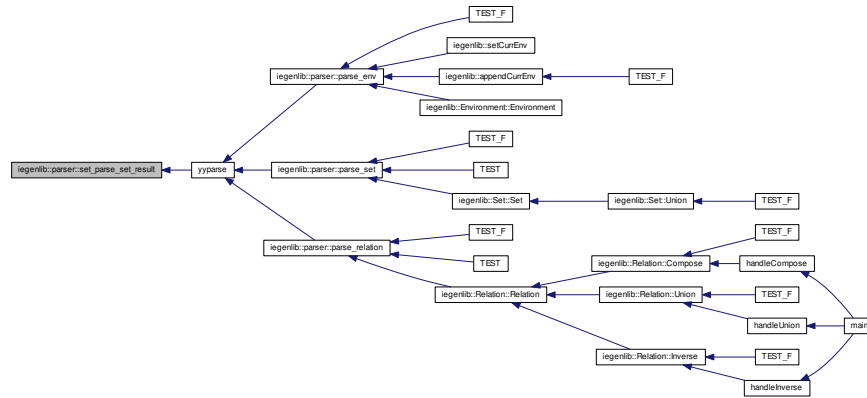 TEST_F
iegenlib::setCurrEnv
iegenlib::parser::parse_env
iegenlib::appendCurrEnv
TEST_F
iegenlib::Environment::Environment
TEST_F
iegenlib::parser::set_parse_set_result
yyparse
iegenlib::parser::parse_set
TEST
iegenlib::Set::Set
iegenlib::Set::Union
TEST_F
TEST_F
TEST_F
iegenlib::parser::parse_relation
TEST
iegenlib::Relation::Compose
handleCompose
iegenlib::Relation::Relation
iegenlib::Relation::Union
TEST_F
handleUnion
main
iegenlib::Relation::Inverse
TEST_F
handleInverse